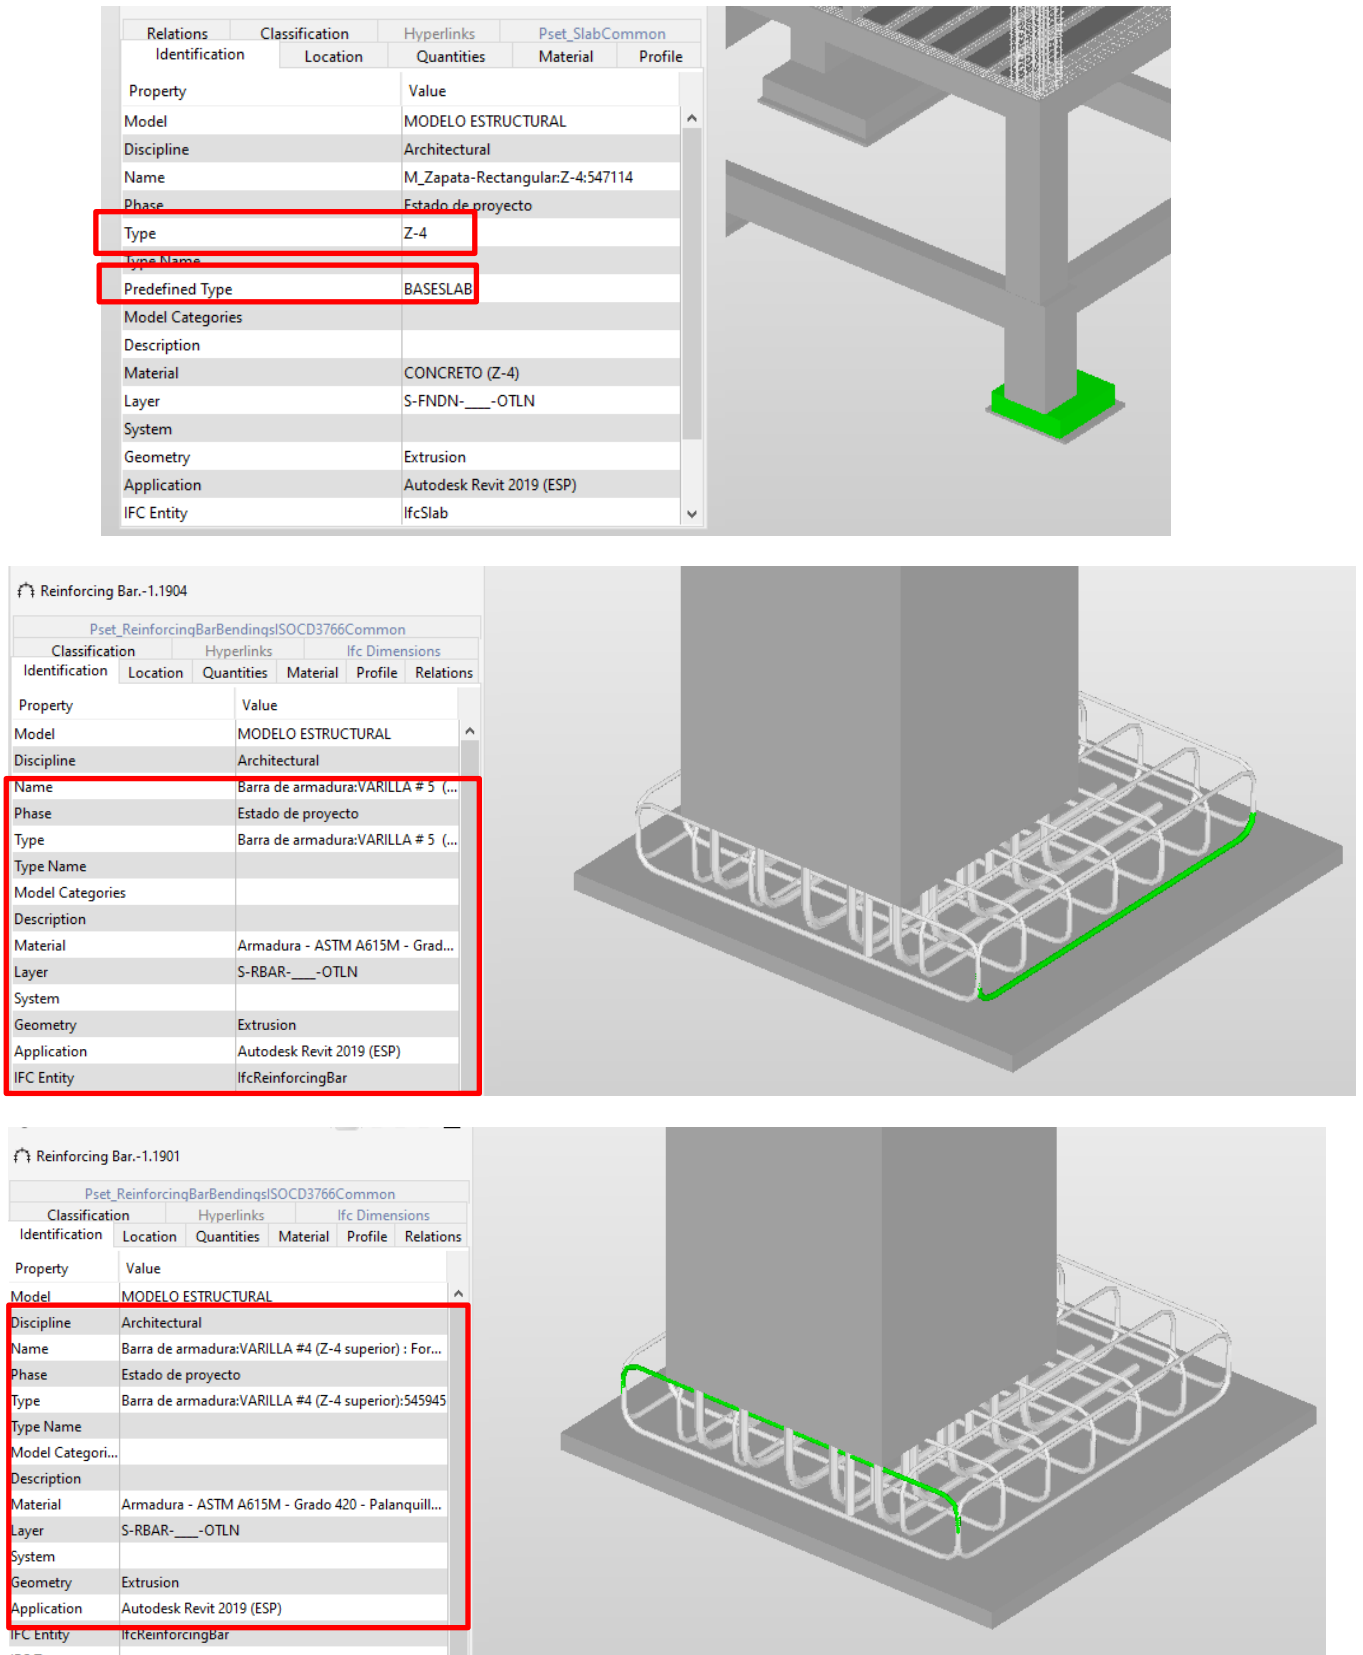 Relations Classification Hyperlinks Pset_SlabCommon
Identification Location Quantities Material Profile
Property Value
Model MODELO ESTRUCTURAL
Discipline Architectural
Name M_Zapata-Rectangular:Z-4:547114
Phase Estado de proyecto
Type Z-4
Type Name
Predefined Type BASESLAB
Model Categories
Description
Material CONCRETO (Z-4)
Layer S-FNDN-____-OTLN
System
Geometry Extrusion
Application Autodesk Revit 2019 (ESP)
IFC Entity IfcSlab
Reinforcing Bar.-1.1904
Pset_ReinforcingBarBendingsISOCD3766Common
Classification Hyperlinks Ifc Dimensions
Identification Location Quantities Material Profile Relations
Property Value
Model MODELO ESTRUCTURAL
Discipline Architectural
Name Barra de armadura:VARILLA # 5 (...
Phase Estado de proyecto
Type Barra de armadura:VARILLA # 5 (...
Type Name
Model Categories
Description
Material Armadura - ASTM A615M - Grad...
Layer S-RBAR-____-OTLN
System
Geometry Extrusion
Application Autodesk Revit 2019 (ESP)
IFC Entity IfcReinforcingBar
Reinforcing Bar.-1.1901
Pset_ReinforcingBarBendingsISOCD3766Common
Classification Hyperlinks Ifc Dimensions
Identification Location Quantities Material Profile Relations
Property Value
Model MODELO ESTRUCTURAL
Discipline Architectural
Name Barra de armadura:VARILLA #4 (Z-4 superior) : For...
Phase Estado de proyecto
Type Barra de armadura:VARILLA #4 (Z-4 superior):545945
Type Name
Model Categori...
Description
Material Armadura - ASTM A615M - Grado 420 - Palanquill...
Layer S-RBAR-____-OTLN
System
Geometry Extrusion
Application Autodesk Revit 2019 (ESP)
IFC Entity IfcReinforcingBar